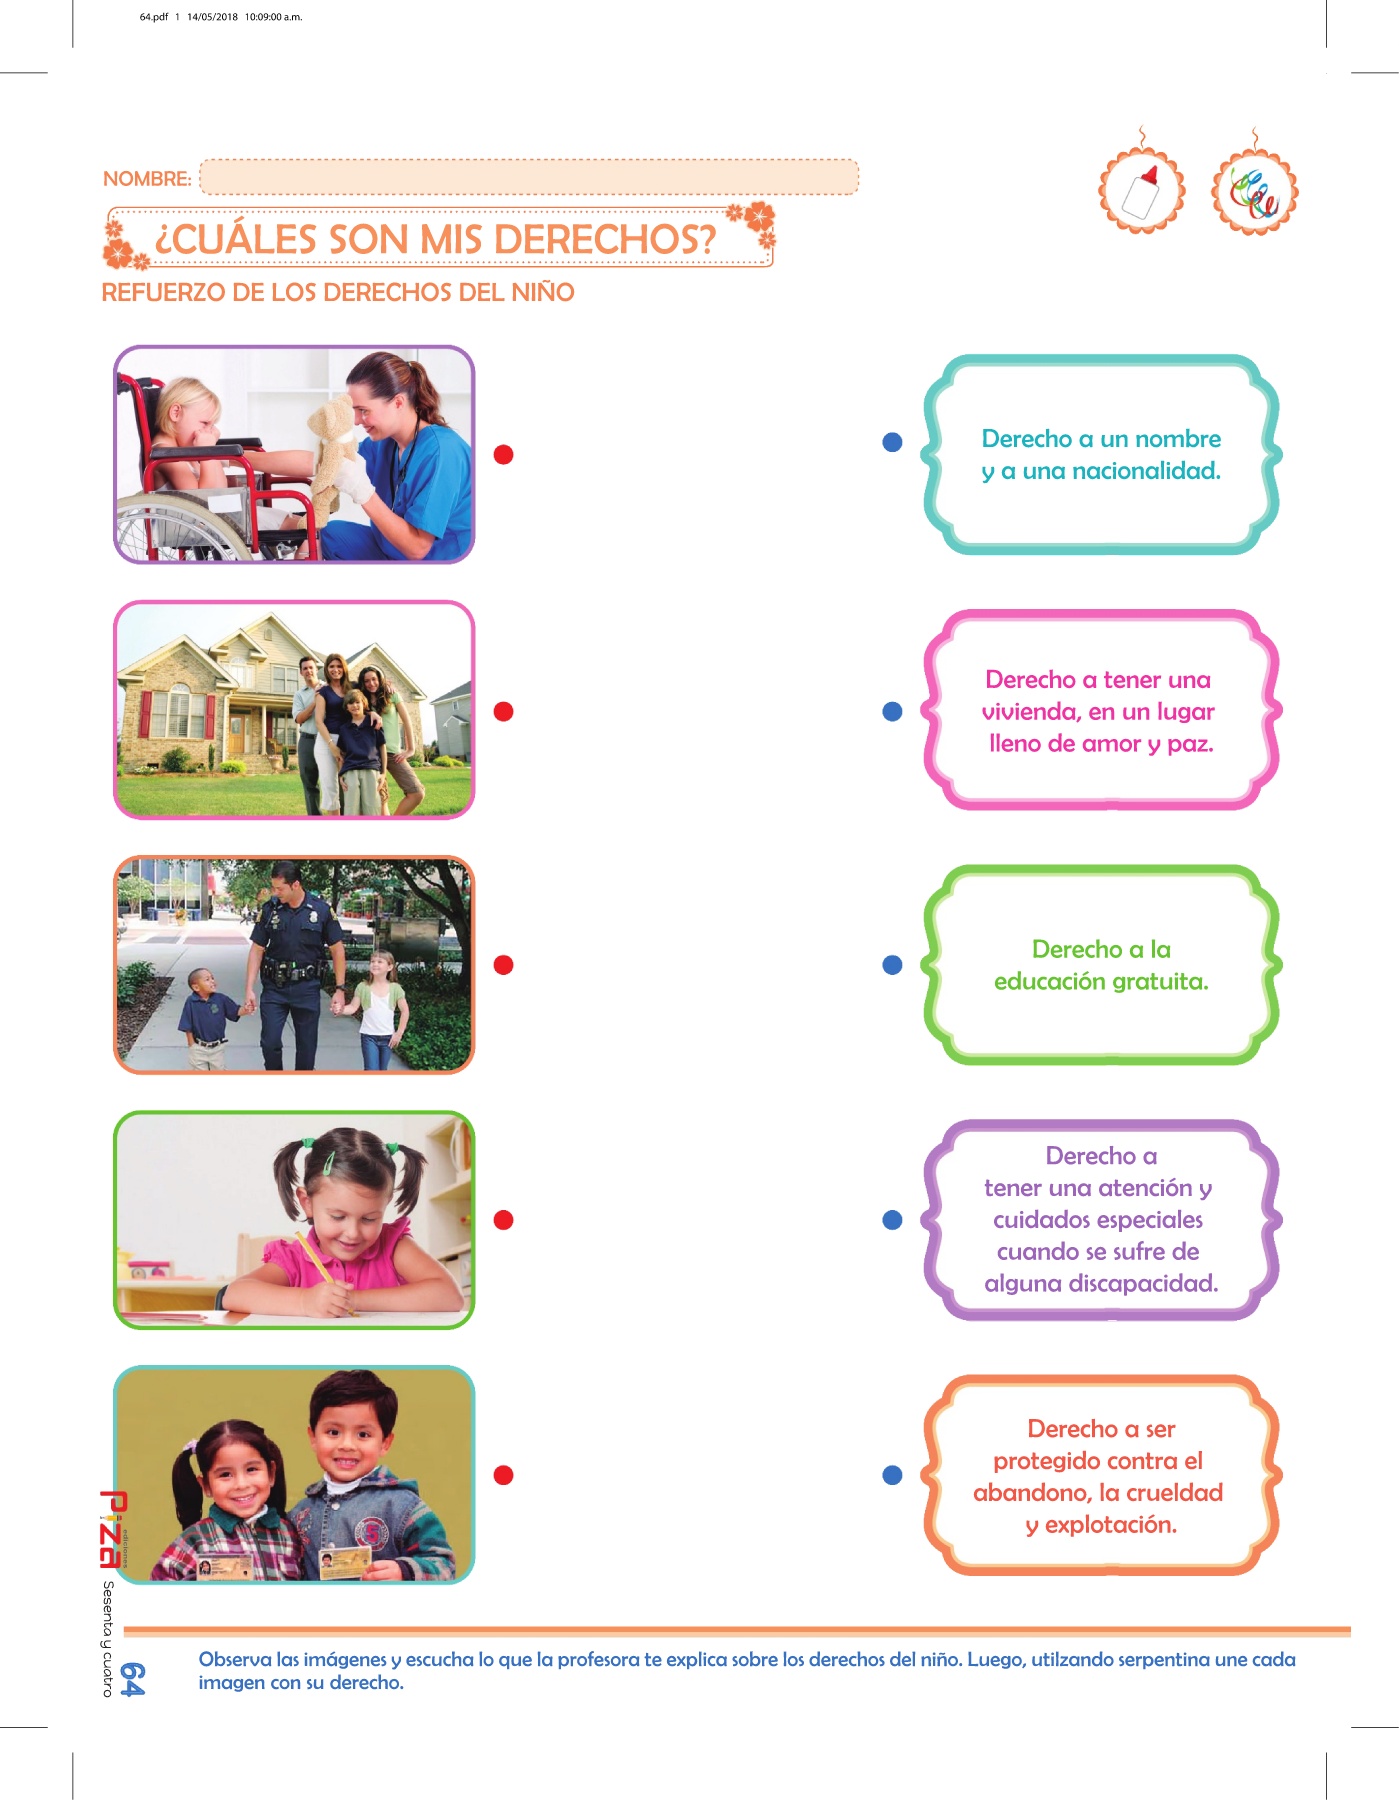 64.pdf 1 14/05/2018 10:09:00 a.m.
NOMBRE:
¿CUÁLES SON MIS DERECHOS?
REFUERZO DE LOS DERECHOS DEL NIÑO
Derecho a un nombre
y a una nacionalidad.
Derecho a tener una
vivienda, en un lugar
lleno de amor y paz.
Derecho a la
educación gratuita.
Derecho a
tener una atención y
cuidados especiales
cuando se sufre de
alguna discapacidad.
Derecho a ser
protegido contra el
abandono, la crueldad
y explotación.
Piza
ediciones
Sesenta y cuatro
64
Observa las imágenes y escucha lo que la profesora te explica sobre los derechos del niño. Luego, utilzando serpentina une cada
imagen con su derecho.